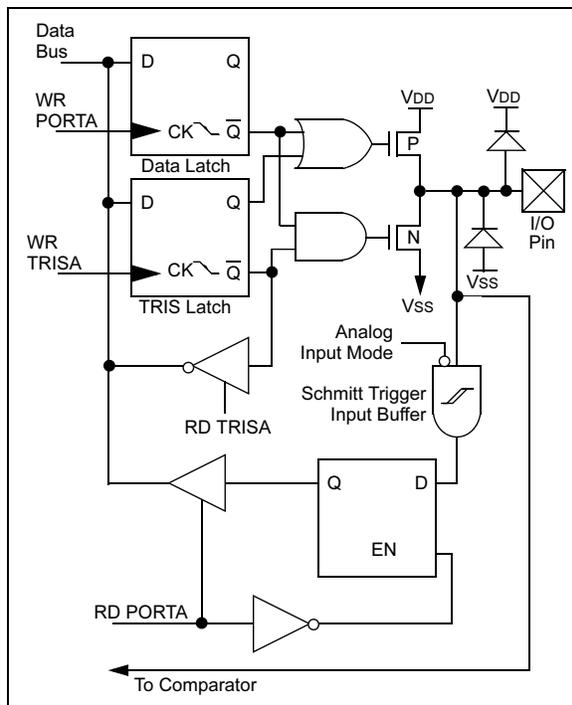 Data
Bus
D
Q
WR
PORTA
CK
Q
Data Latch
VDD
P
VDD
D
Q
I/O
Pin
N
WR
TRISA
CK
Q
TRIS Latch
VSS
VSS
Analog
Input Mode
Schmitt Trigger
Input Buffer
RD TRISA
Q
D
EN
RD PORTA
To Comparator